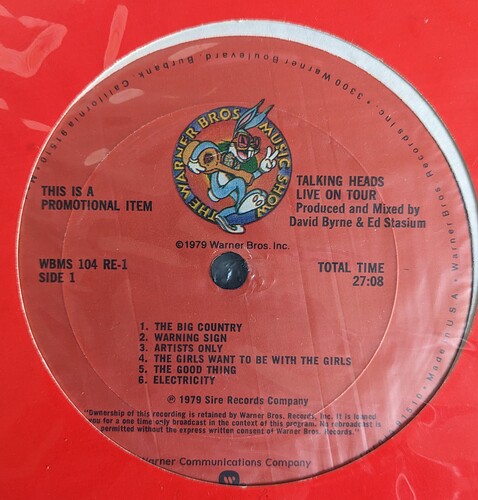 3300 Warner Boulevard, Burbank, California 91510 • Made in U.S.A. • Warner Bros. Records Inc. •
THE WARNER BROS. MUSIC SHOW
THIS IS A
PROMOTIONAL ITEM
TALKING HEADS
LIVE ON TOUR
Produced and Mixed by
David Byrne & Ed Stasium
©1979 Warner Bros. Inc.
WBMS 104 RE-1
SIDE 1
TOTAL TIME
27:08
1. THE BIG COUNTRY
2. WARNING SIGN
3. ARTISTS ONLY
4. THE GIRLS WANT TO BE WITH THE GIRLS
5. THE GOOD THING
6. ELECTRICITY
℗ 1979 Sire Records Company
"Ownership of this recording is retained by Warner Bros. Records, Inc. It is loaned
you for a one time only broadcast in the context of this program. No rebroadcast is
permitted without the express written consent of Warner Bros. Records."
Warner Communications Company